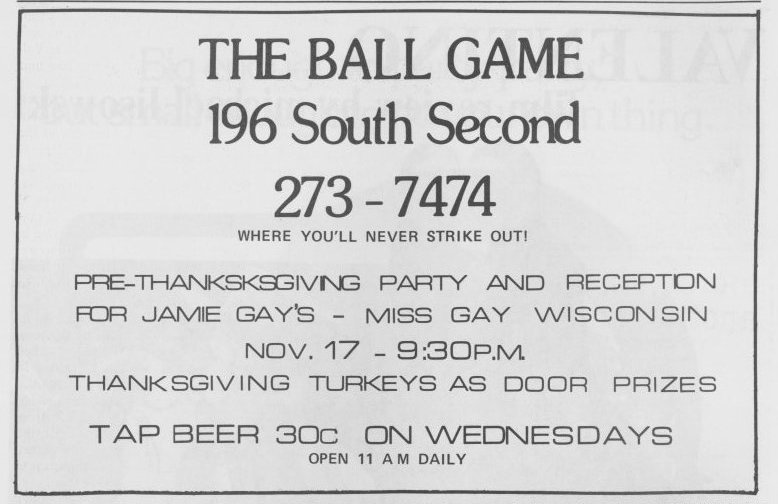 THE BALL GAME
196 South Second
273-7474
WHERE YOU'LL NEVER STRIKE OUT!
PRE-THANKSKSGIVING PARTY AND RECEPTION
FOR JAMIE GAY'S - MISS GAY WISCONSIN
NOV. 17 - 9:30P.M.
THANKSGIVING TURKEYS AS DOOR PRIZES
TAP BEER 30c ON WEDNESDAYS
OPEN 11 AM DAILY